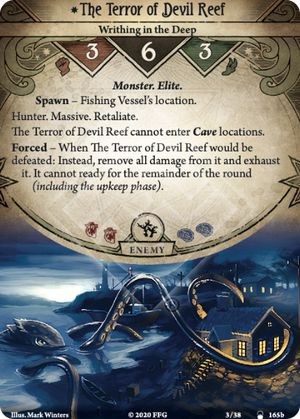 *The Terror of Devil Reef
Writhing in the Deep
3 6 3
Monster. Elite.
Spawn – Fishing Vessel's location.
Hunter. Massive. Retaliate.
The Terror of Devil Reef cannot enter Cave locations.
Forced – When The Terror of Devil Reef would be
defeated: Instead, remove all damage from it and exhaust
it. It cannot ready for the remainder of the round
(including the upkeep phase).
ENEMY
Illus. Mark Winters © 2020 FFG 3/38 165b